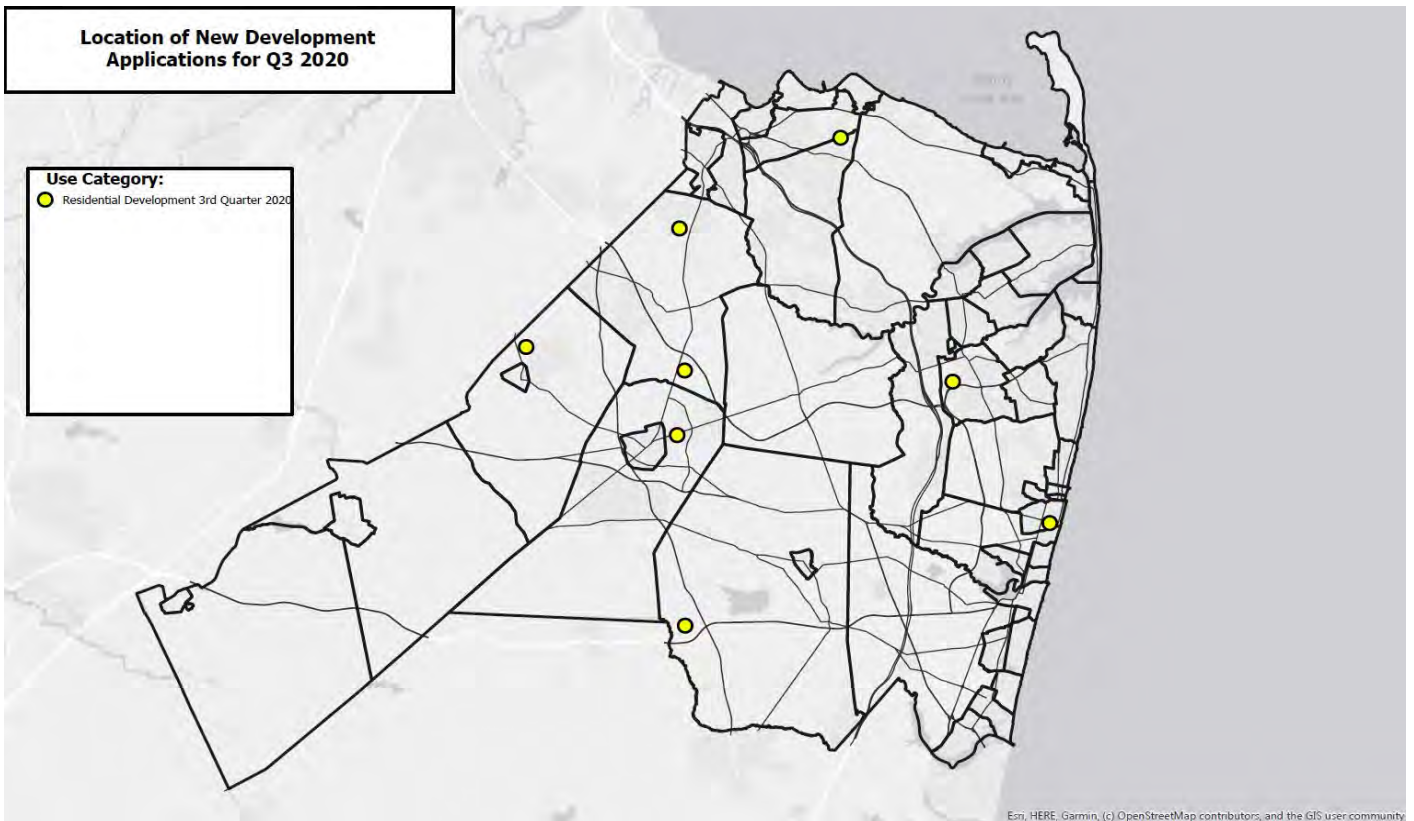 Location of New Development
Applications for Q3 2020
Use Category:
Residential Development 3rd Quarter 2020
Esri, HERE, Garmin, (c) OpenStreetMap contributors, and the GIS user community